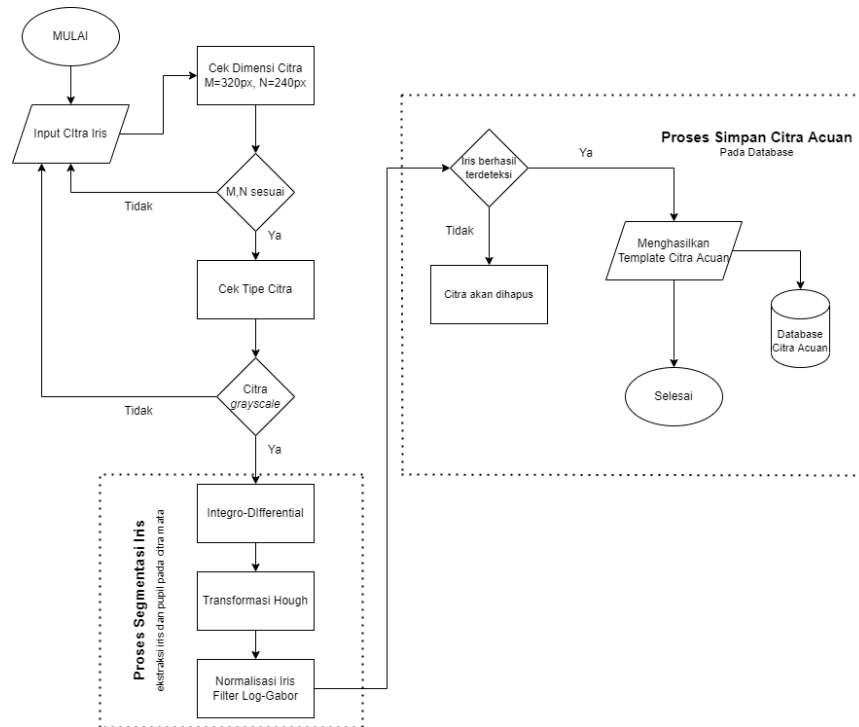 MULAI
Input CItra Iris
Cek Dimensi Citra
M=320px, N=240px
M,N sesuai
Tidak
Ya
Cek Tipe Citra
Citra
grayscale
Tidak
Ya
Proses Segmentasi Iris
ekstraksi iris dan pupil pada citra mata
Integro-DIfferential
Transformasi Hough
Normalisasi Iris
Filter Log-Gabor
Proses Simpan Citra Acuan
Pada Database
Iris berhasil
terdeteksi
Ya
Tidak
Citra akan dihapus
Menghasilkan
Template Citra Acuan
Database
Citra Acuan
Selesai